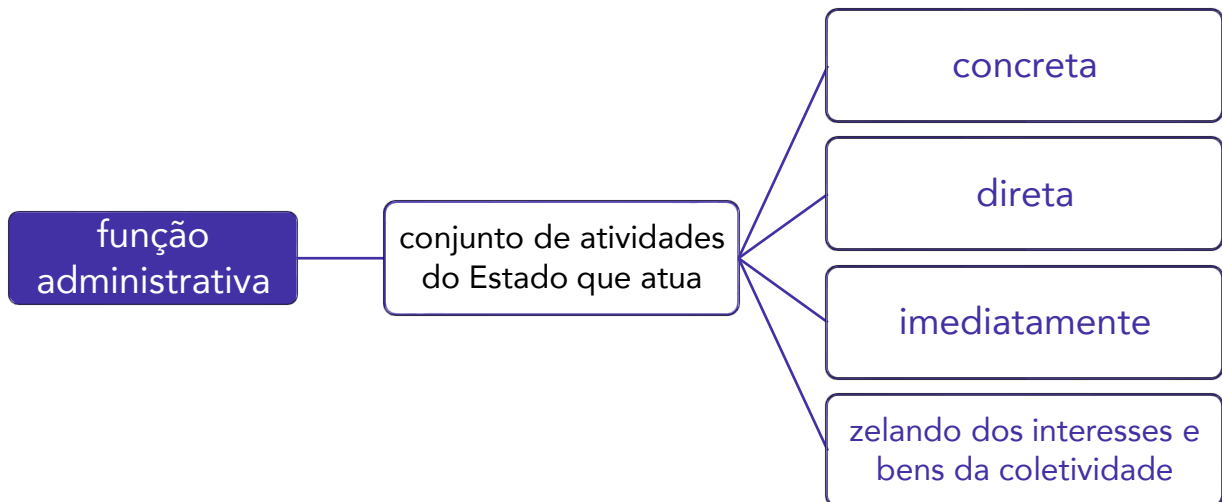 função
administrativa
conjunto de atividades
do Estado que atua
concreta
direta
imediatamente
zelando dos interesses e
bens da coletividade